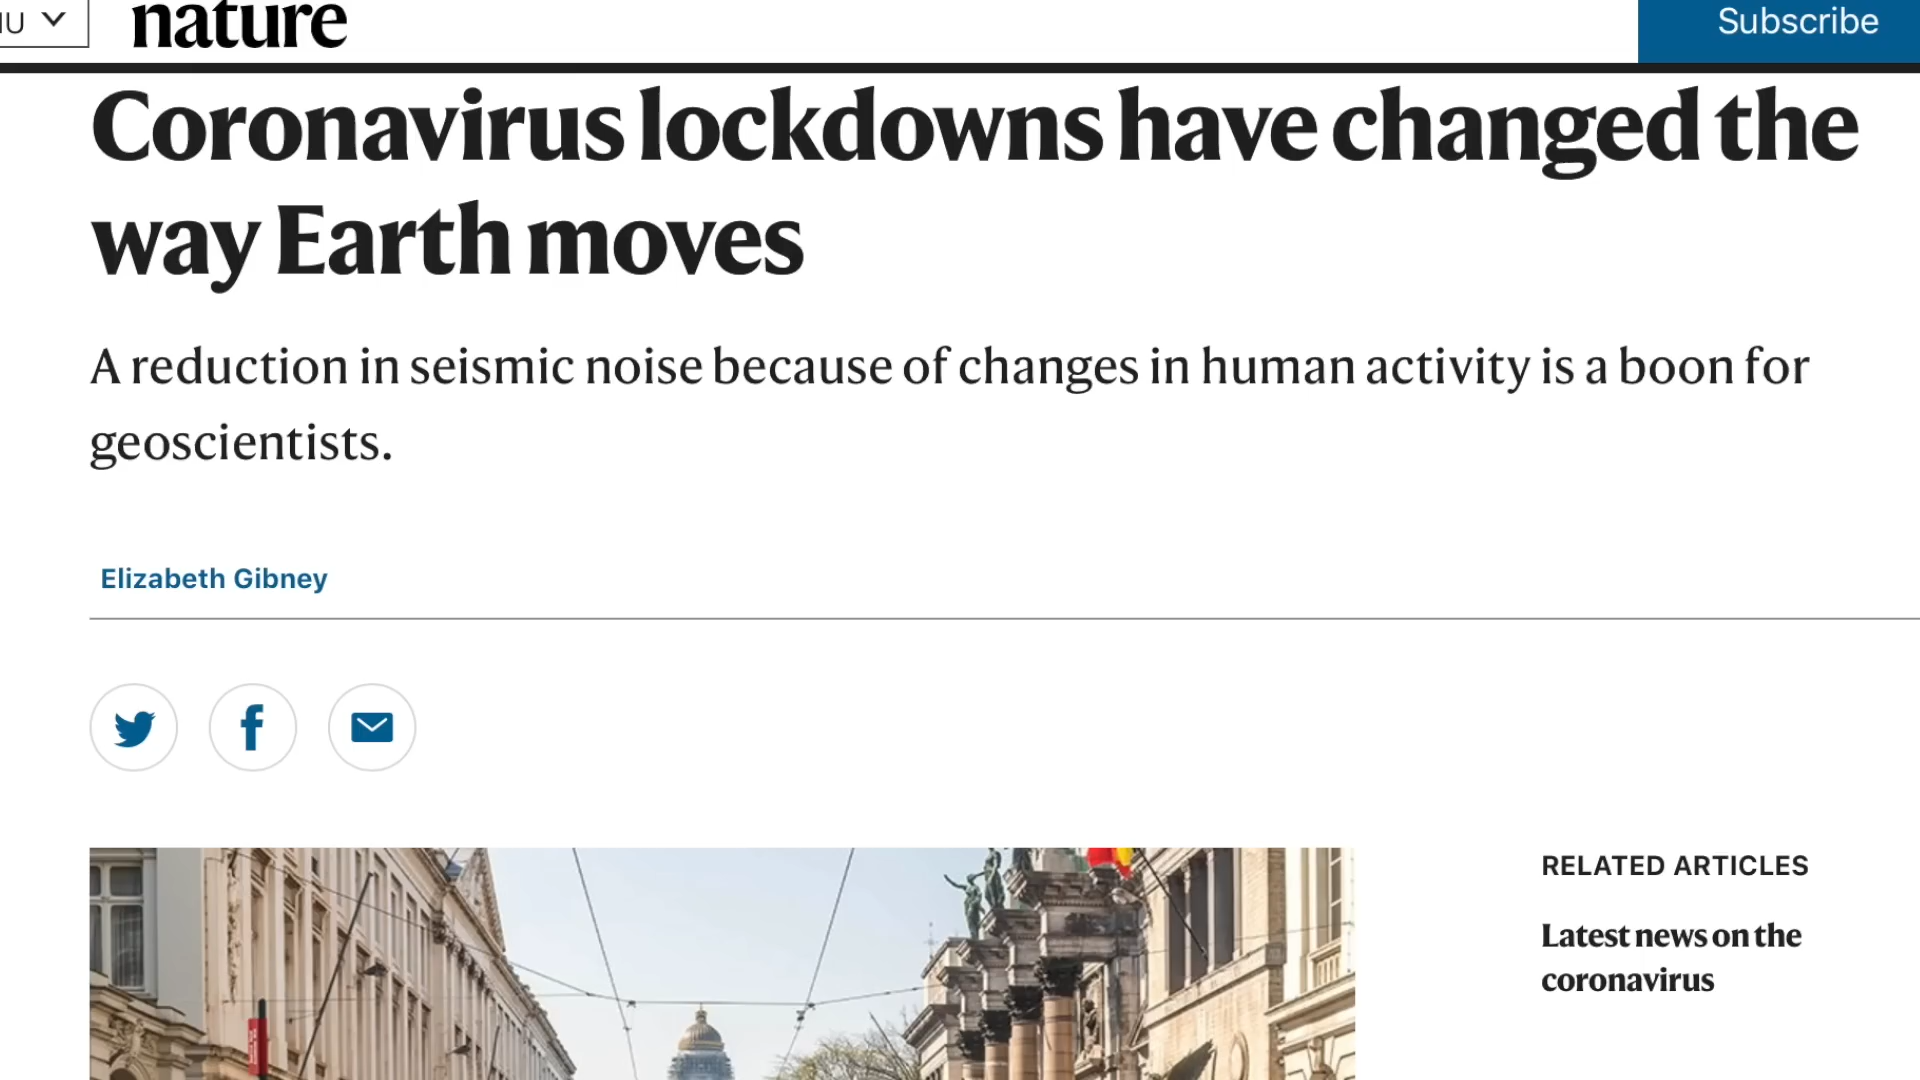 nature
Subscribe
Coronavirus lockdowns have changed the
way Earth moves
A reduction in seismic noise because of changes in human activity is a boon for
geoscientists.
Elizabeth Gibney
RELATED ARTICLES
Latest news on the
coronavirus